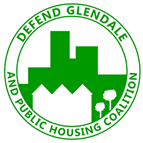 DEFEND GLENDALE
AND PUBLIC HOUSING COALITION